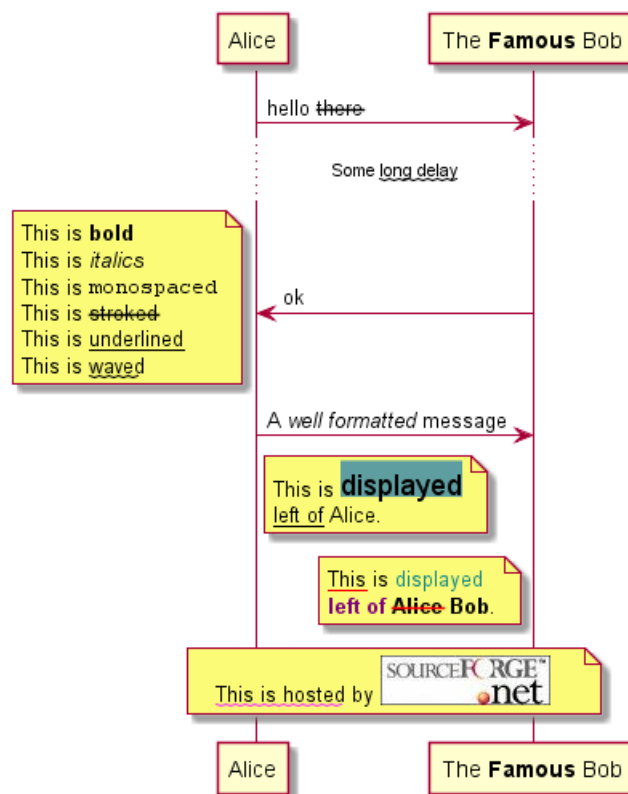 Alice
The Famous Bob
hello there
Some long delay
This is bold
This is italics
This is monospaced
This is stroked
This is underlined
This is waved
ok
A well formatted message
This is displayed
left of Alice.
This is displayed
left of Alice Bob.
This is hosted by SOURCEFORGE™
.net
Alice
The Famous Bob